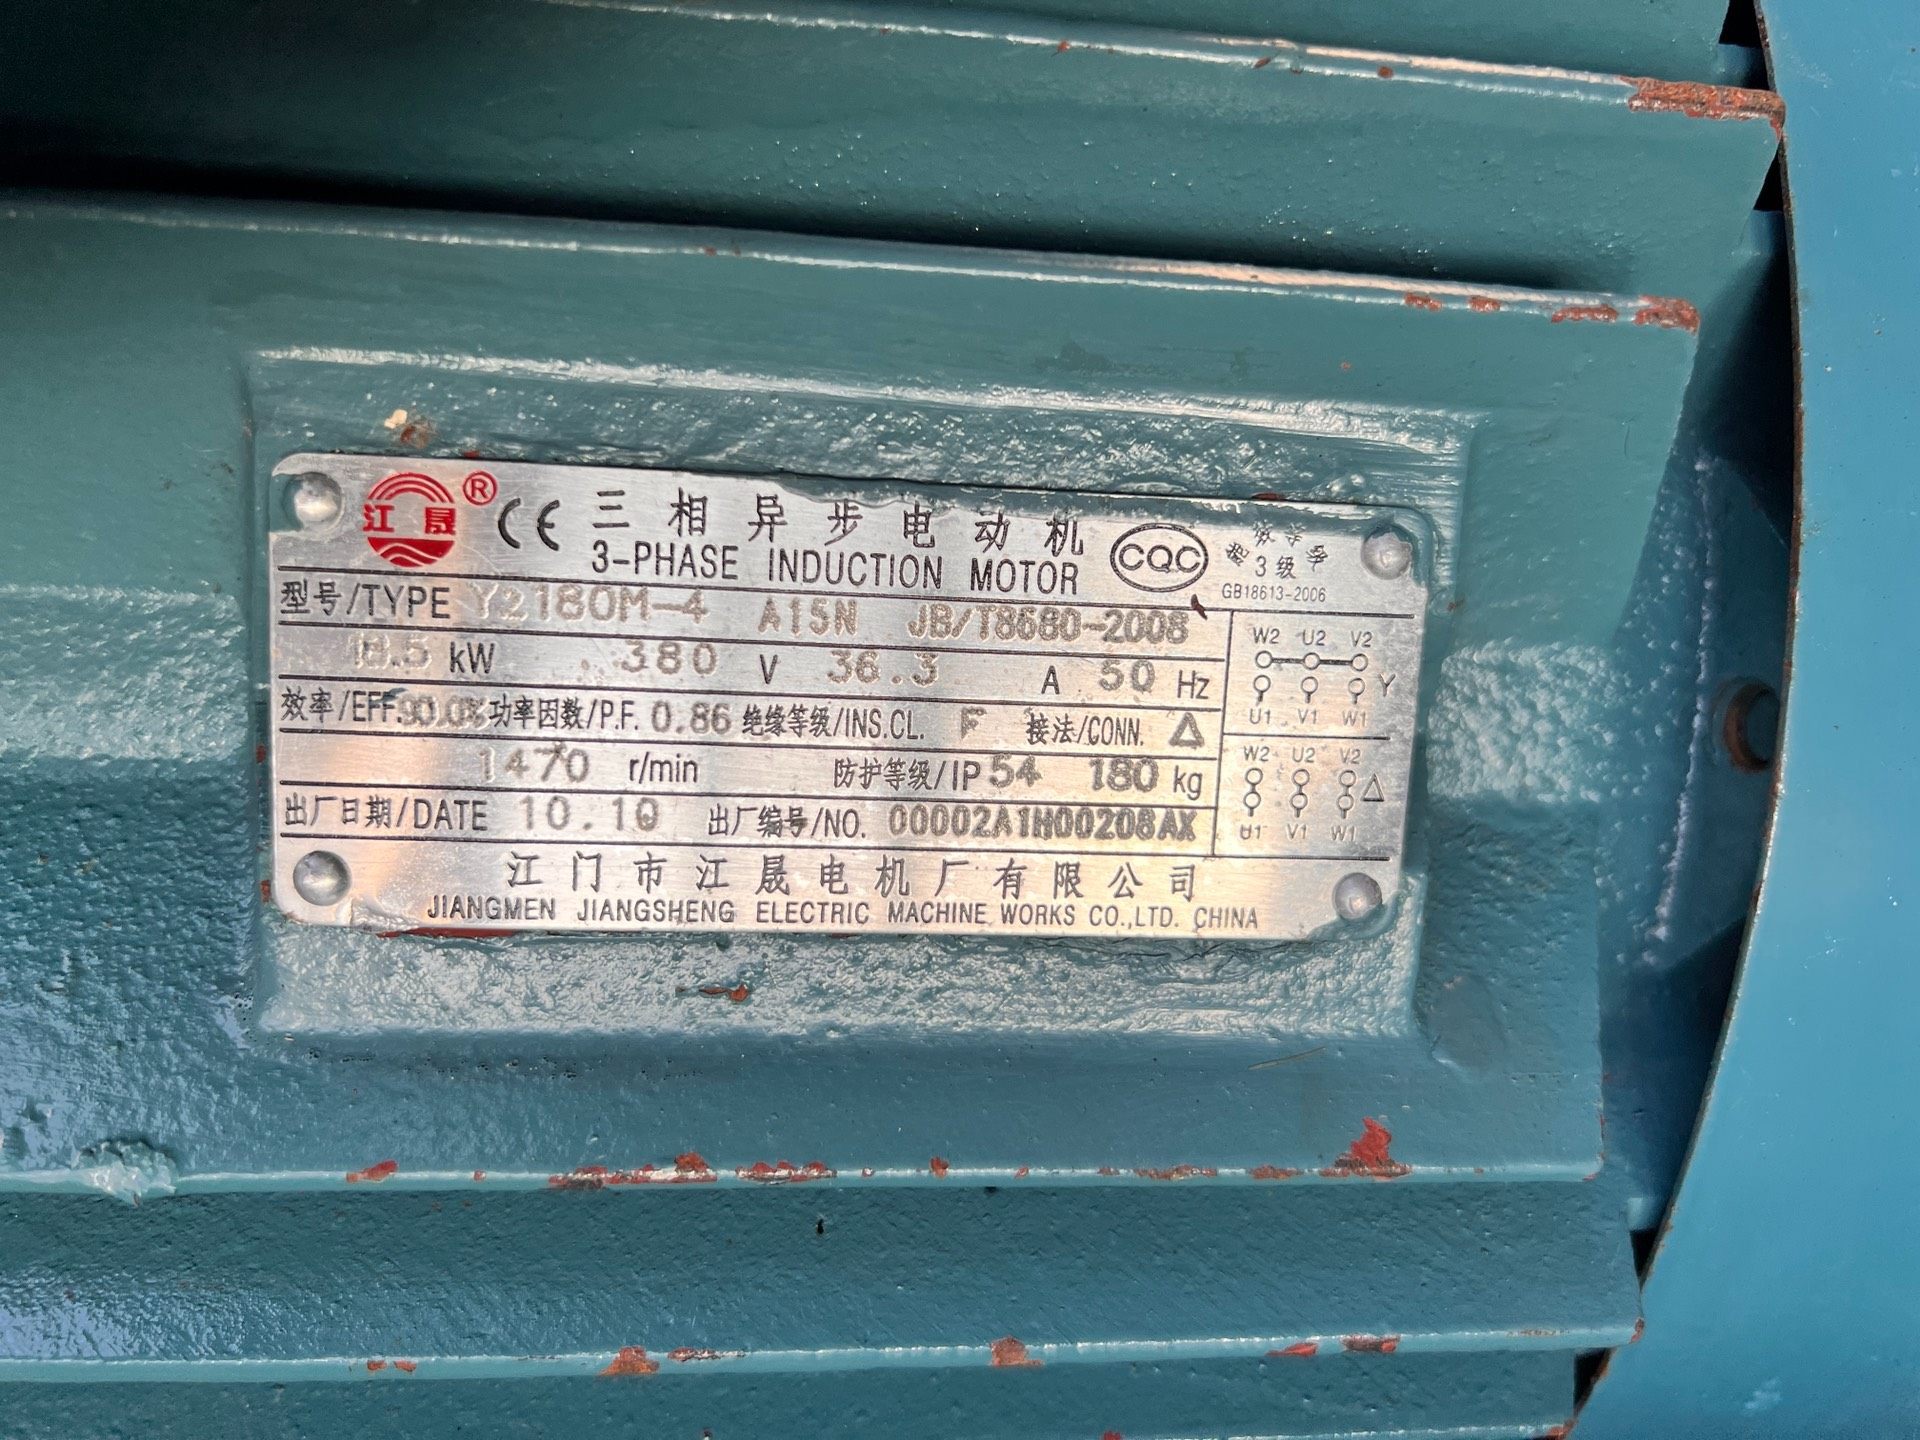 江晟 ® CE 三相异步电动机 CQC
3-PHASE INDUCTION MOTOR
3级
GB18613-2006
型号/TYPE Y2180M-4 A15N JB/T8680-2008
18.5 kW 380 V 36.3 A 50 Hz
效率/EFF. 90.0% 功率因数/P.F. 0.86 绝缘等级/INS.CL. F 接法/CONN. △
1470 r/min 防护等级/IP 54 180 kg
出厂日期/DATE 10.10 出厂编号/NO. 00002A1H00208AX
W2 U2 V2
Y
U1 V1 W1
W2 U2 V2
△
U1 V1 W1
江门市江晟电机厂有限公司
JIANGMEN JIANGSHENG ELECTRIC MACHINE WORKS CO.,LTD. CHINA